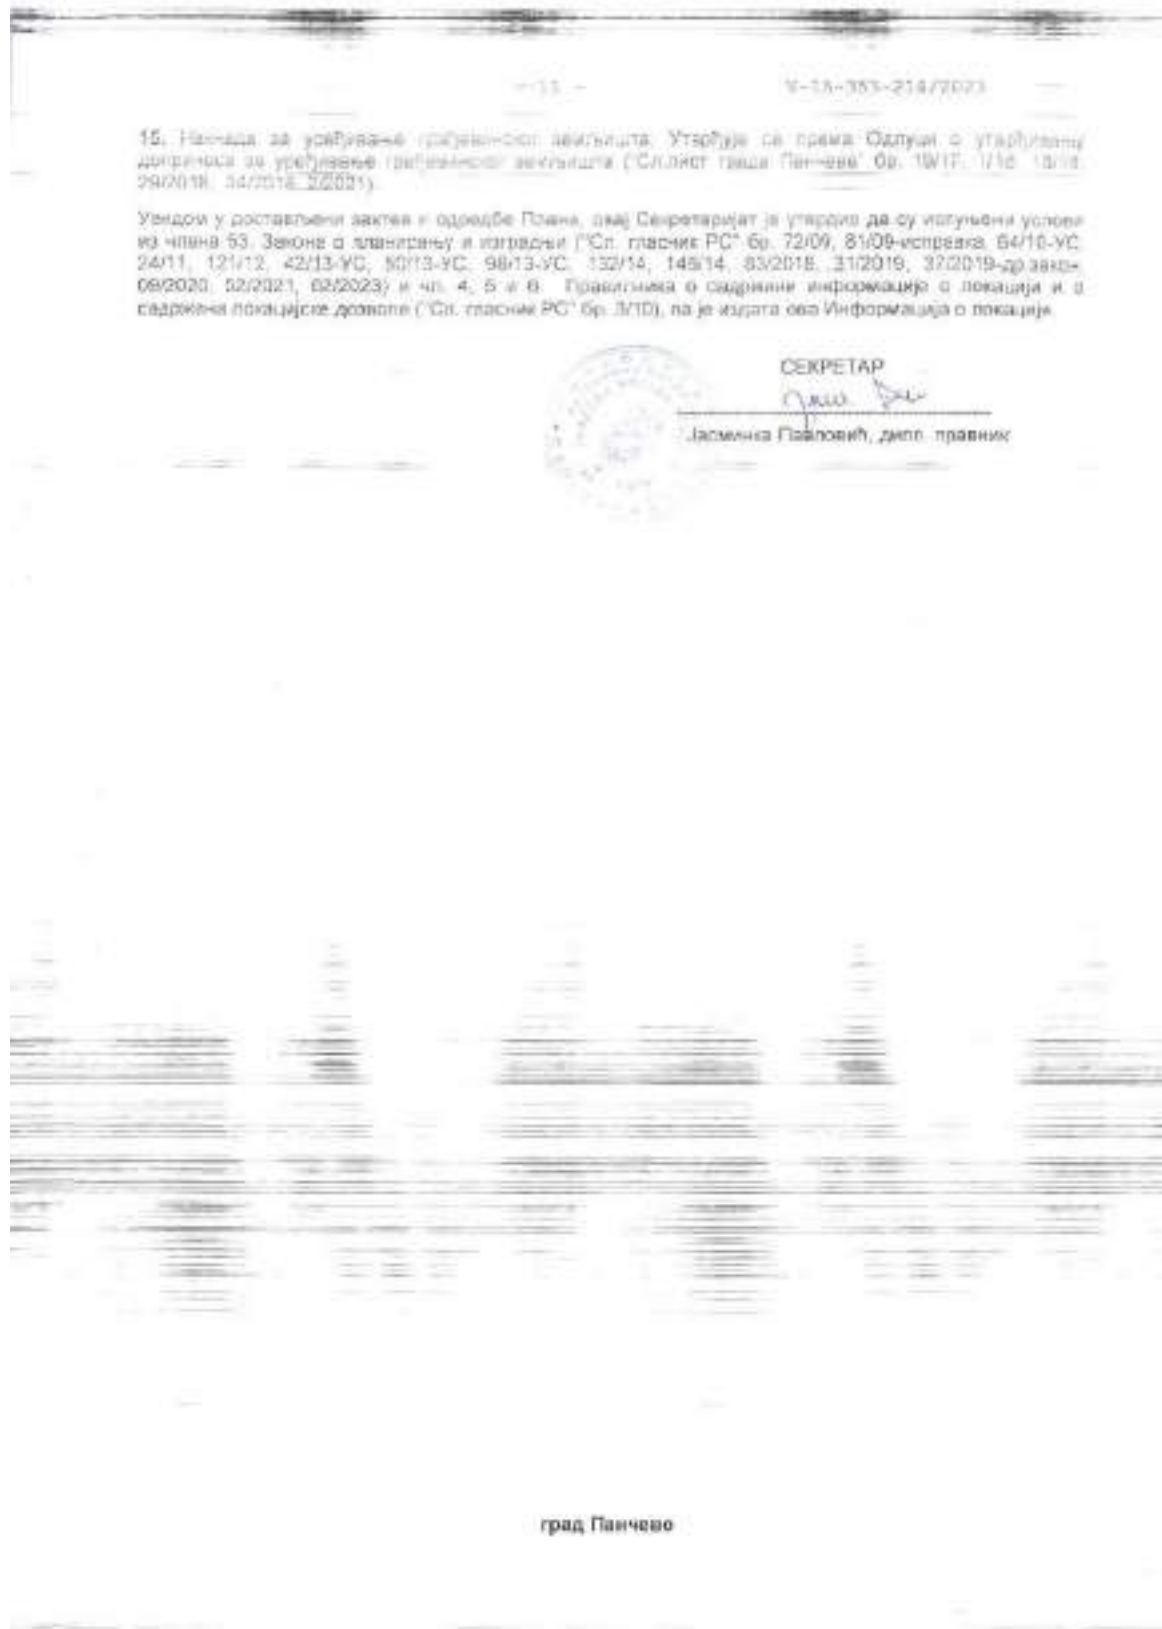 - 11 -
V-15-353-214/2023
15. Накнада за уређивање грађевинског земљишта: Утврђује се према Одлуци о утврђивању
доприноса за уређивање грађевинског земљишта ("Сл.лист града Панчева" бр. 19/17, 1/18, 18/18,
29/2018, 34/2018, 2/2021).
Увидом у достављени захтев и одредбе Плана, овај Секретаријат је утврдио да су испуњени услови
из члана 53. Закона о планирању и изградњи ("Сл. гласник РС" бр. 72/09, 81/09-исправка, 64/10-УС,
24/11, 121/12, 42/13-УС, 50/13-УС, 98/13-УС, 132/14, 145/14, 83/2018, 31/2019, 37/2019-др.закон,
09/2020, 52/2021, 62/2023) и чл. 4, 5 и 6 Правилника о садржини информације о локацији и о
садржини локацијске дозволе ("Сл. гласник РС" бр. 3/10), па је издата ова Информација о локацији.
СЕКРЕТАР
Јасминка Павловић, дипл. правник
град Панчево